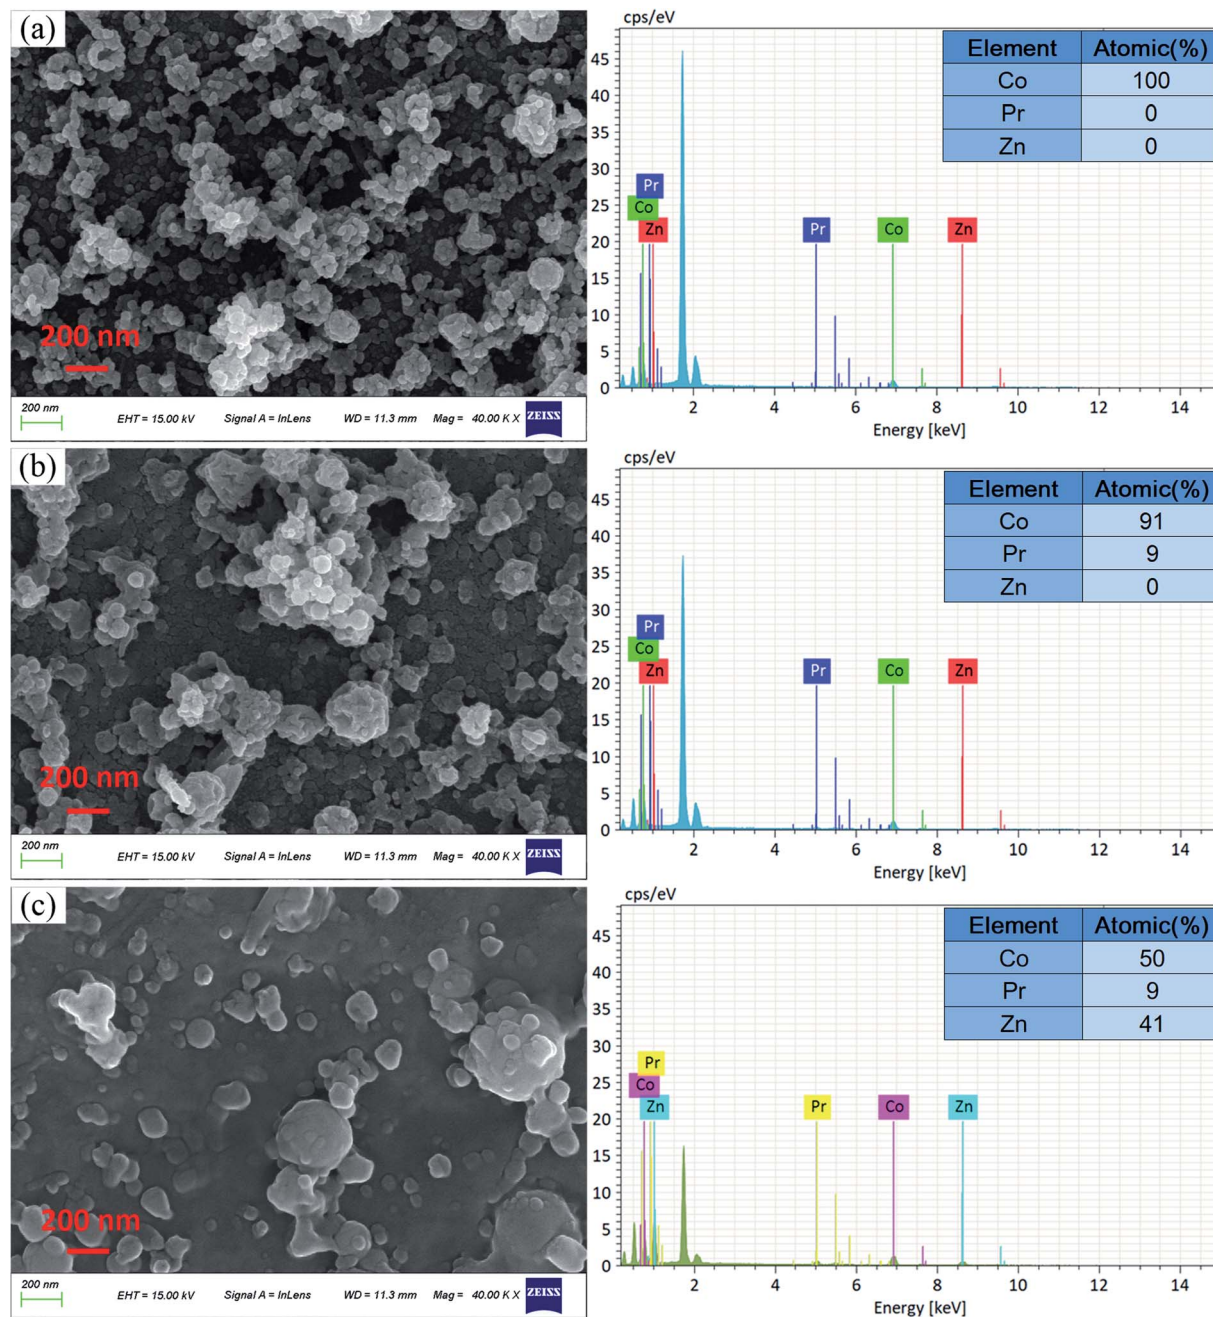 (a)
200 nm
200 nm
EHT = 15.00 kV Signal A = InLens WD = 11.3 mm Mag = 40.00 K X
ZEISS
cps/eV
45
40
35
30
25
20
15
10
5
0
Pr
Co
Zn
Pr
Co
Zn
2 4 6 8 10 12 14
Energy [keV]
Element Atomic(%)
Co 100
Pr 0
Zn 0
(b)
200 nm
200 nm
EHT = 15.00 kV Signal A = InLens WD = 11.3 mm Mag = 40.00 K X
ZEISS
cps/eV
45
40
35
30
25
20
15
10
5
0
Pr
Co
Zn
Pr
Co
Zn
2 4 6 8 10 12 14
Energy [keV]
Element Atomic(%)
Co 91
Pr 9
Zn 0
(c)
200 nm
200 nm
EHT = 15.00 kV Signal A = InLens WD = 11.3 mm Mag = 40.00 K X
ZEISS
cps/eV
45
40
35
30
25
20
15
10
5
0
Pr
Co
Zn
Pr
Co
Zn
2 4 6 8 10 12 14
Energy [keV]
Element Atomic(%)
Co 50
Pr 9
Zn 41